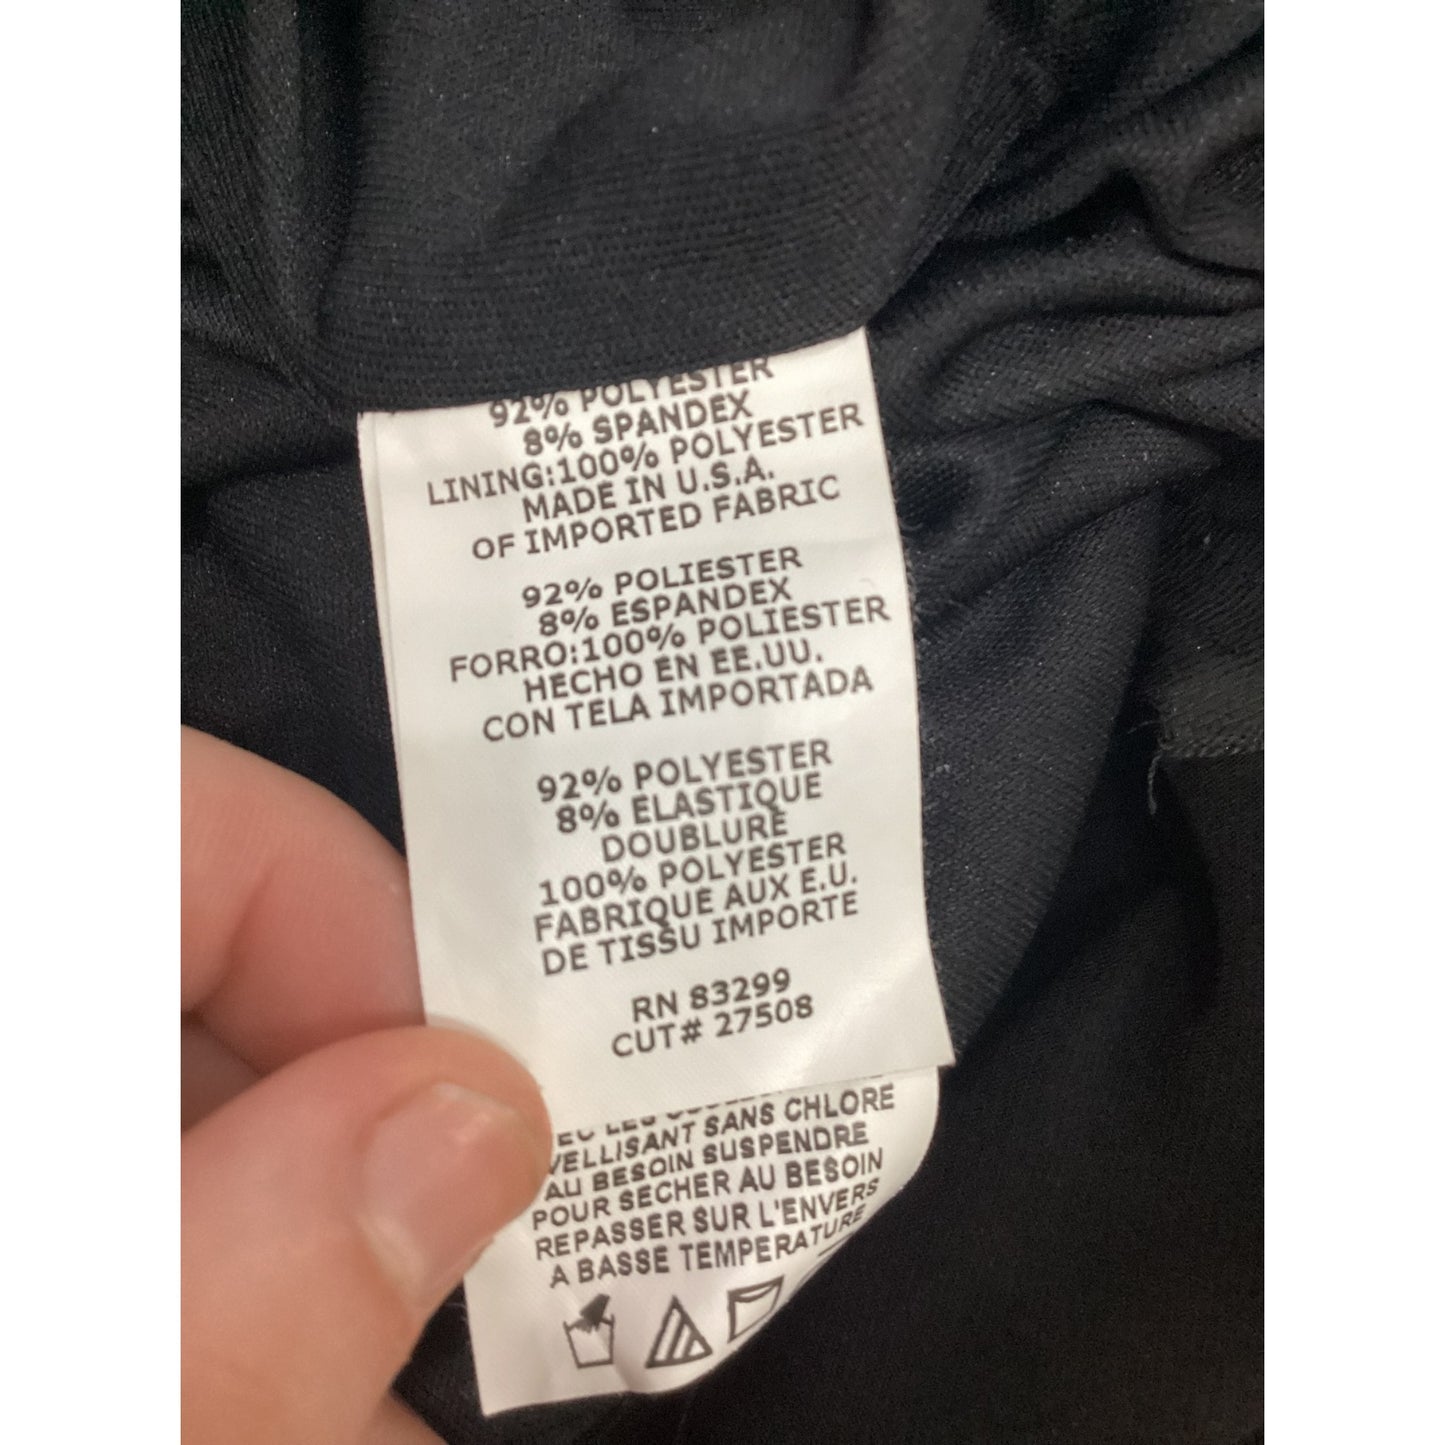 92% POLYESTER
8% SPANDEX
LINING:100% POLYESTER
MADE IN U.S.A.
OF IMPORTED FABRIC
92% POLIESTER
8% ESPANDEX
FORRO:100% POLIESTER
HECHO EN EE.UU.
CON TELA IMPORTADA
92% POLYESTER
8% ELASTIQUE
DOUBLURE
100% POLYESTER
FABRIQUE AUX E.U.
DE TISSU IMPORTE
RN 83299
CUT# 27508
LES
VELLISANT SANS CHLORE
AU BESOIN SUSPENDRE
POUR SECHER AU BESOIN
REPASSER SUR L'ENVERS
A BASSE TEMPERATURE